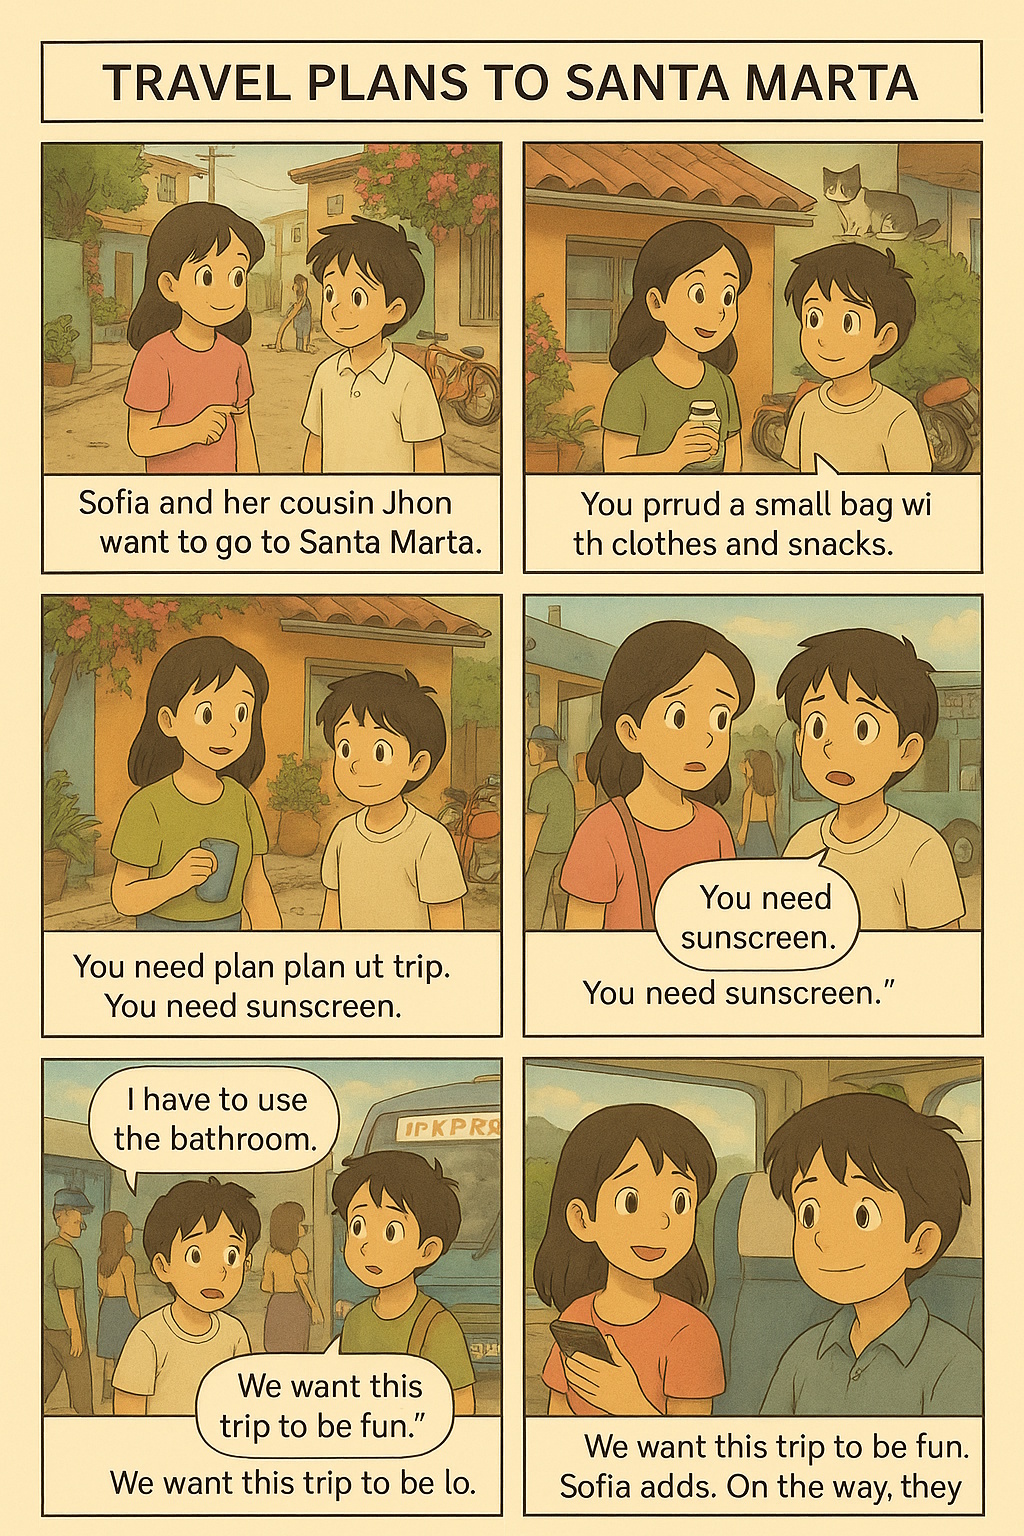 TRAVEL PLANS TO SANTA MARTA
Sofia and her cousin Jhon
want to go to Santa Marta.
You prrud a small bag wi
th clothes and snacks.
You need plan plan ut trip.
You need sunscreen.
You need
sunscreen.
You need sunscreen.”
I have to use
the bathroom.
IPKPRR
We want this
trip to be fun.”
We want this trip to be lo.
We want this trip to be fun.
Sofia adds. On the way, they